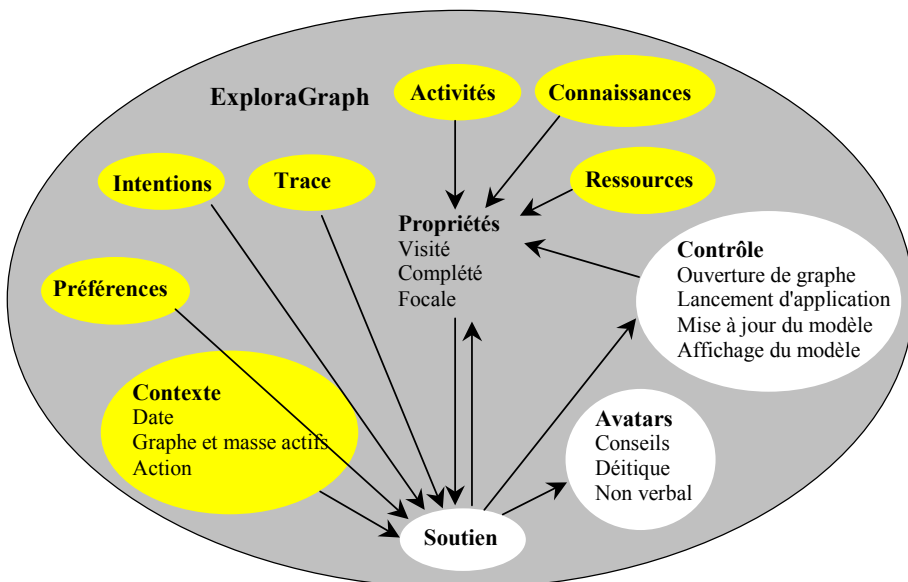 ExploraGraph
Activités
Connaissances
Intentions
Trace
Ressources
Préférences
Propriétés
Visité
Complété
Focale
Contrôle
Ouverture de graphe
Lancement d'application
Mise à jour du modèle
Affichage du modèle
Contexte
Date
Graphe et masse actifs
Action
Avatars
Conseils
Déitique
Non verbal
Soutien